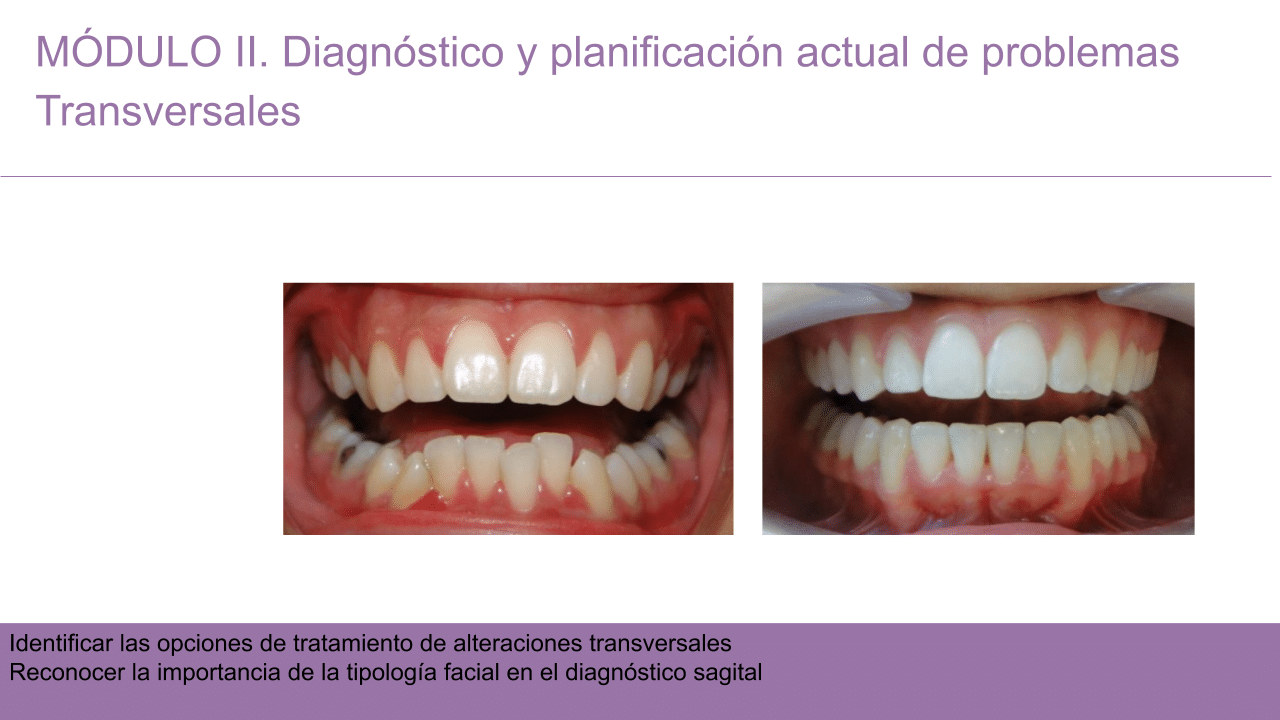 MÓDULO II. Diagnóstico y planificación actual de problemas
Transversales
Identificar las opciones de tratamiento de alteraciones transversales
Reconocer la importancia de la tipología facial en el diagnóstico sagital